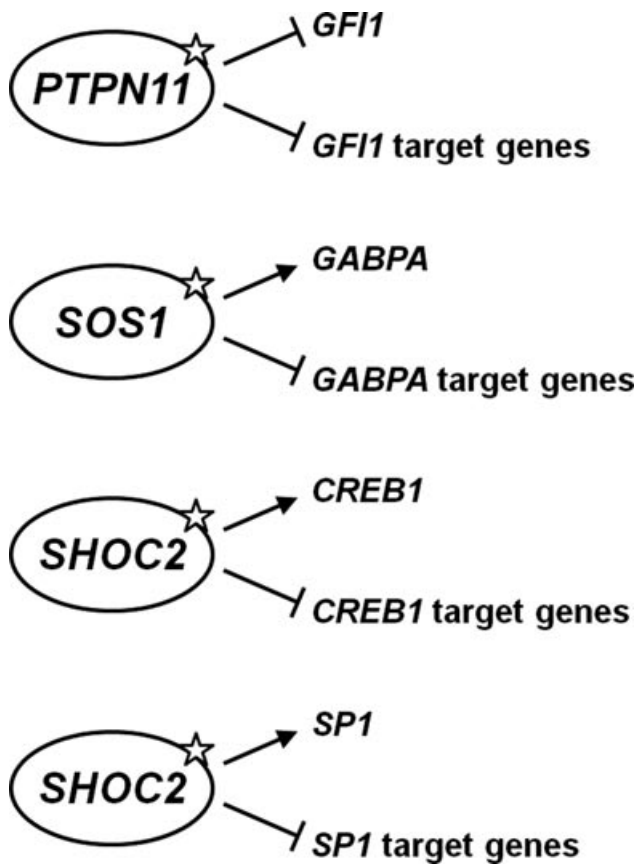 GFI1
PTPN11
GFI1 target genes
GABPA
SOS1
GABPA target genes
CREB1
SHOC2
CREB1 target genes
SP1
SHOC2
SP1 target genes